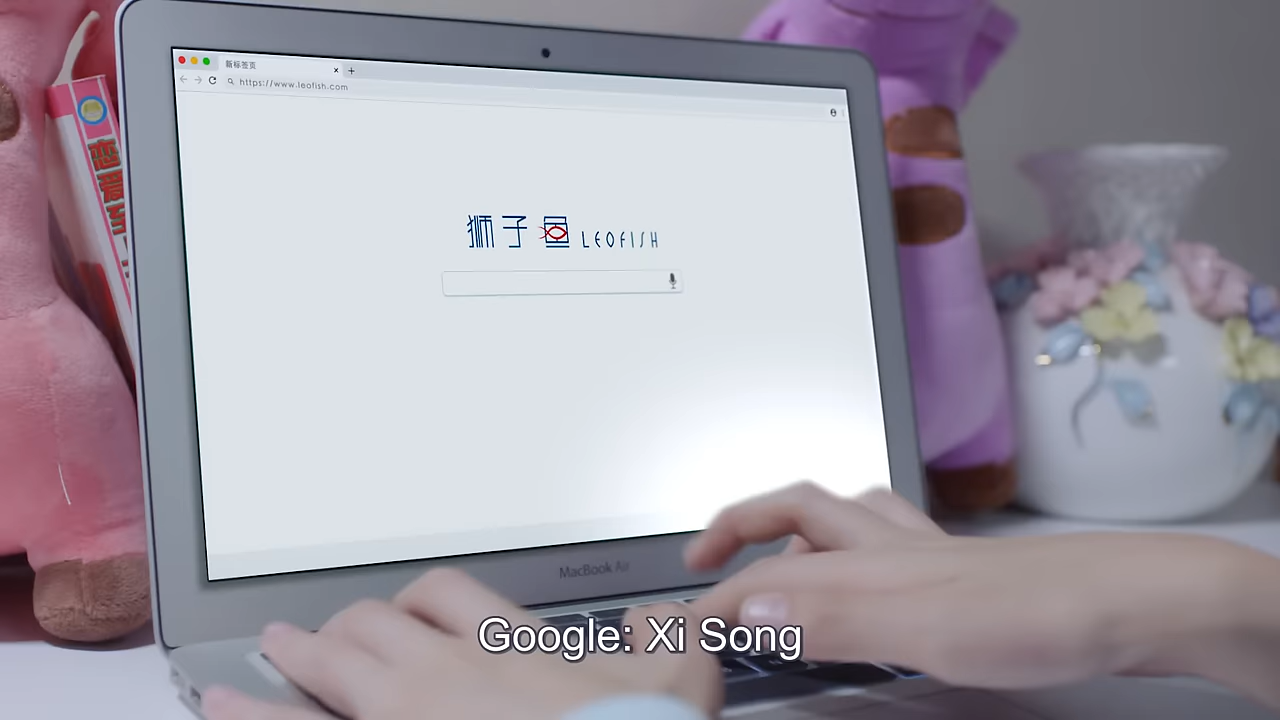 新标签页
https://www.leofish.com
狮子鱼 LEOFISH
MacBook Air
Google: Xi Song